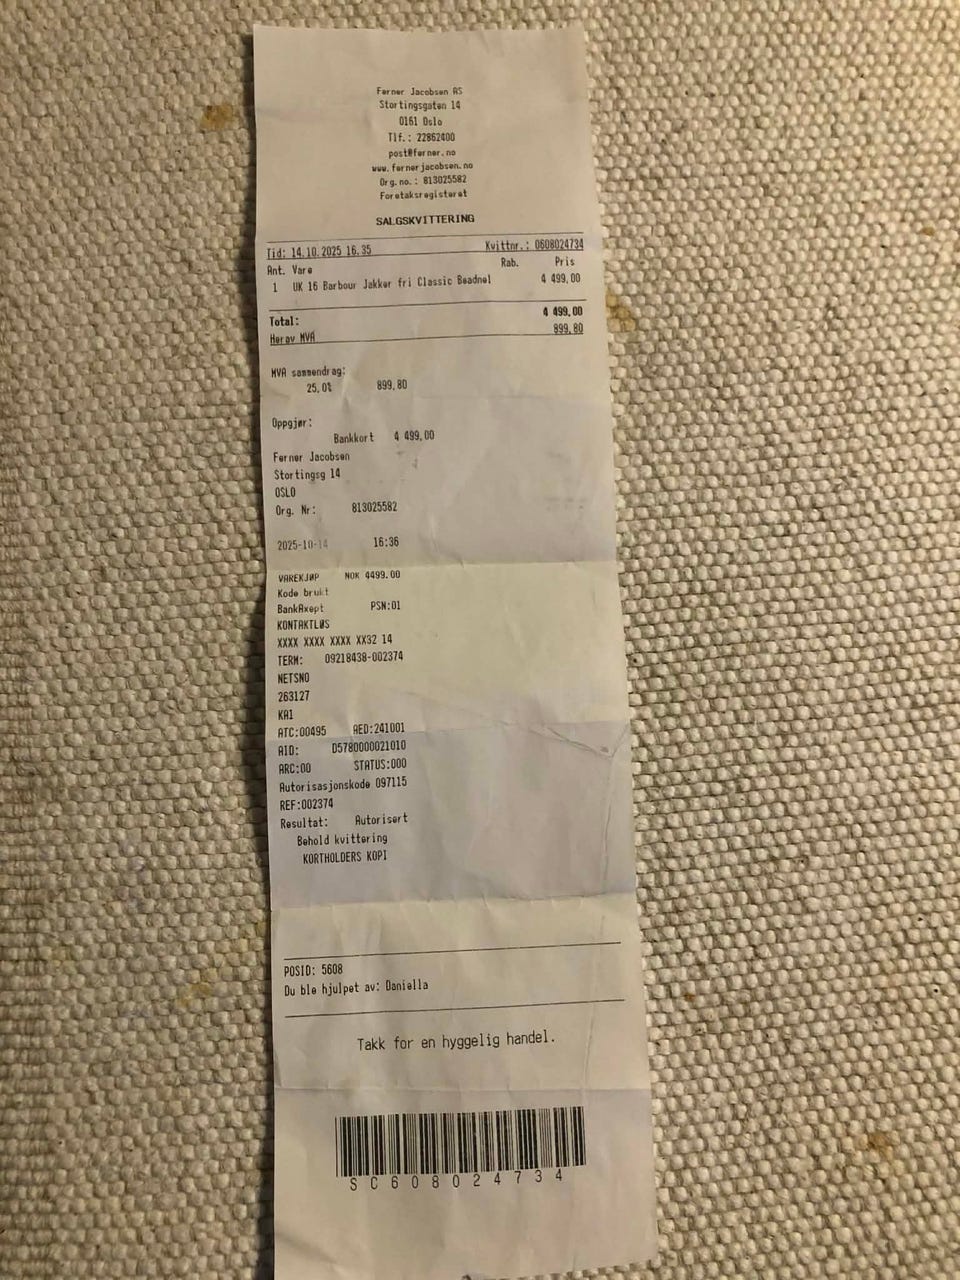 Ferner Jacobsen AS
Stortingsgaten 14
0161 Oslo
Tlf.: 22862400
post@ferner.no
www.fernerjacobsen.no
Org.no.: 813025582
Foretaksregisteret
SALGSKVITTERING
Tid: 14.10.2025 16.35 Kvittnr.: 0608024734
Ant. Vare Rab. Pris
1 UK 16 Barbour Jakker fri Classic Beadnel 4 499,00
Total: 4 499,00
Herav MVA 899,80
MVA sammendrag:
25,0% 899,80
Oppgjør:
Bankkort 4 499,00
Ferner Jacobsen
Stortingsg 14
OSLO
Org. Nr: 813025582
2025-10-14 16:36
VAREKJØP NOK 4499.00
Kode brukt
BankAxept PSN:01
KONTAKTLØS
XXXX XXXX XXXX XX32 14
TERM: 09218438-002374
NETSNO
263127
KA1
ATC:00495 AED:241001
AID: D5780000021010
ARC:00 STATUS:000
Autorisasjonskode 097115
REF:002374
Resultat: Autorisert
Behold kvittering
KORTHOLDERS KOPI
POSID: 5608
Du ble hjulpet av: Daniella
Takk for en hyggelig handel.
SC608024734